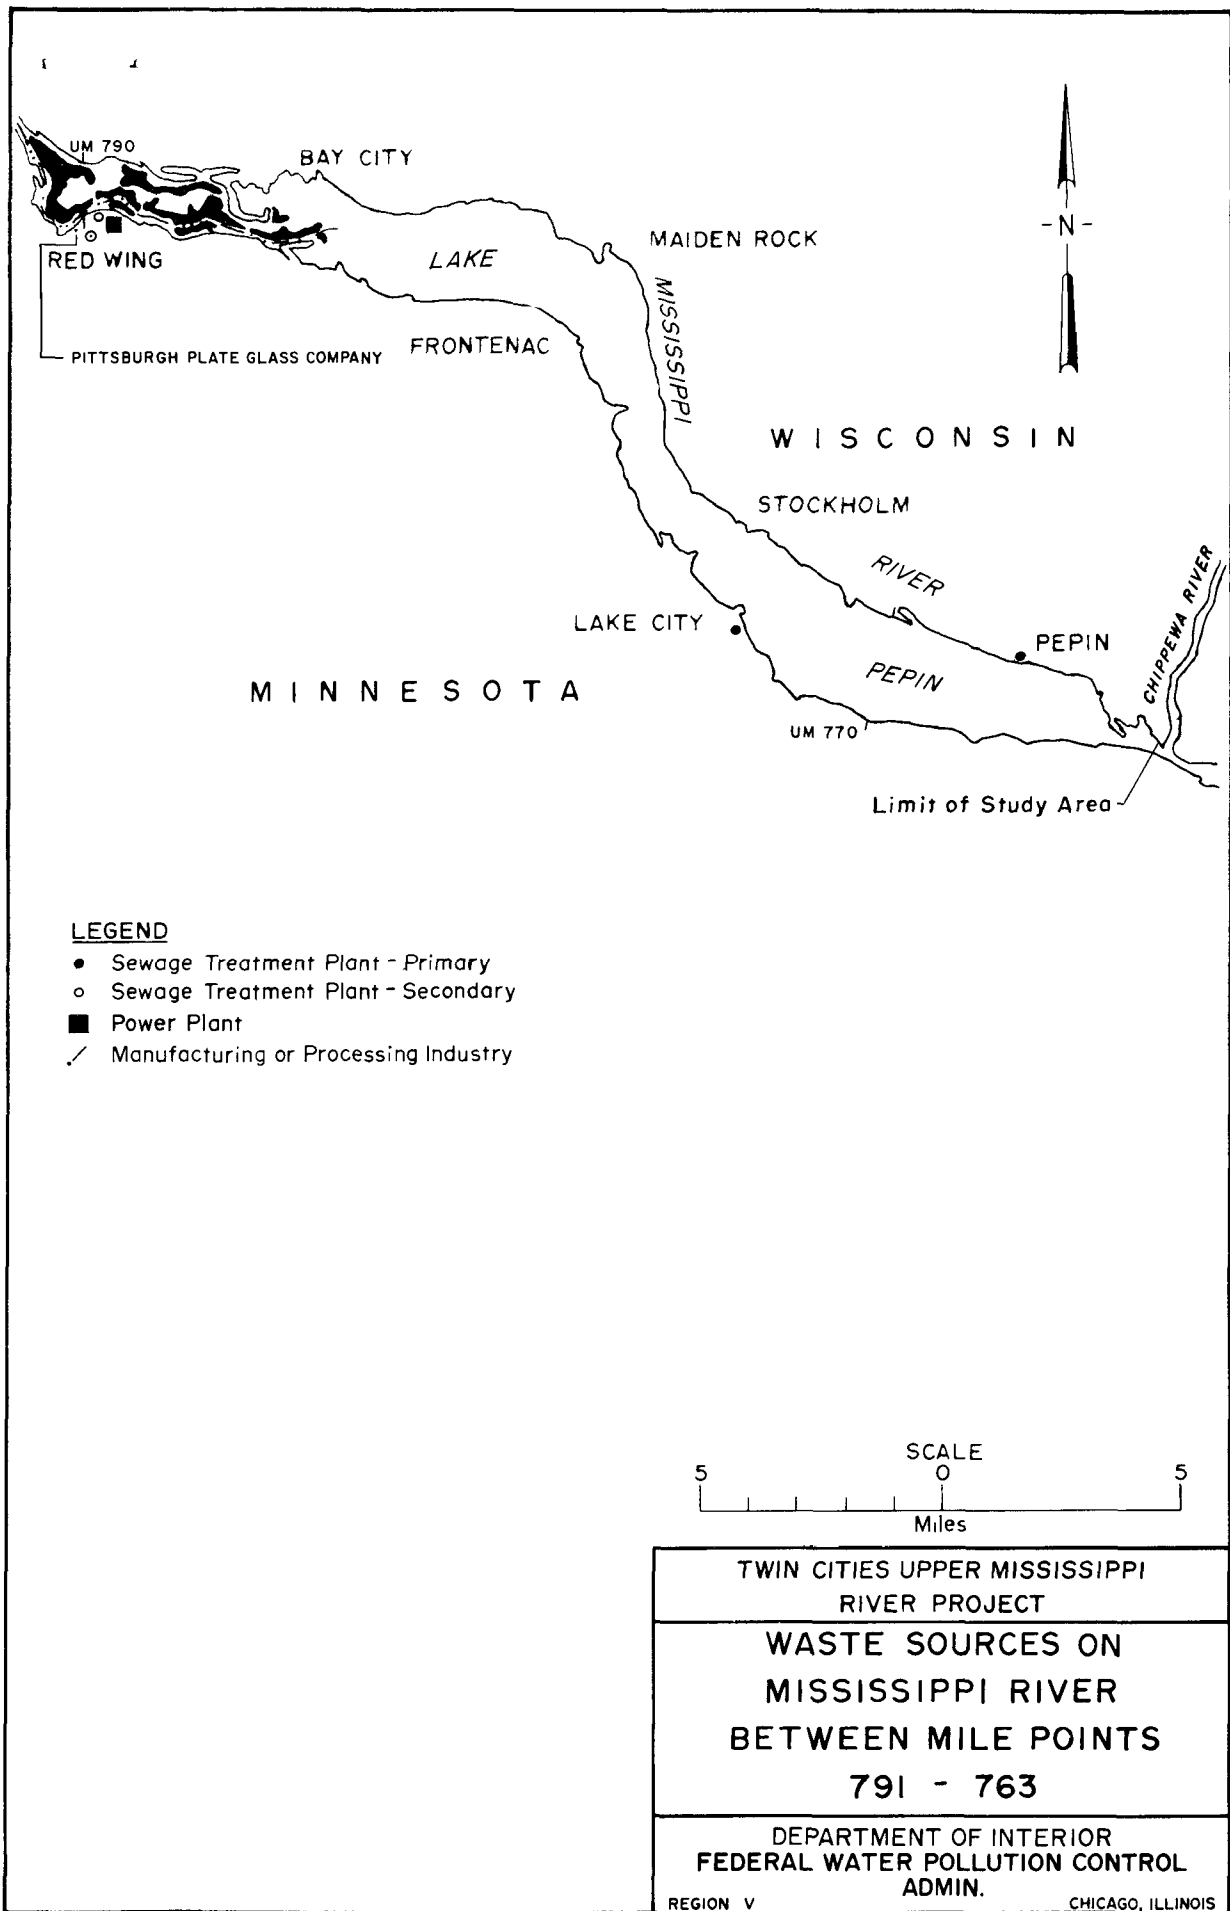 UM 790
BAY CITY
-N-
MAIDEN ROCK
RED WING
LAKE
MISSISSIPPI
PITTSBURGH PLATE GLASS COMPANY
FRONTENAC
WISCONSIN
STOCKHOLM
RIVER
CHIPPEWA RIVER
LAKE CITY
PEPIN
PEPIN
MINNESOTA
UM 770
Limit of Study Area
LEGEND
Sewage Treatment Plant - Primary
Sewage Treatment Plant - Secondary
Power Plant
Manufacturing or Processing Industry
SCALE
5 0 5
Miles
TWIN CITIES UPPER MISSISSIPPI
RIVER PROJECT
WASTE SOURCES ON
MISSISSIPPI RIVER
BETWEEN MILE POINTS
791 - 763
DEPARTMENT OF INTERIOR
FEDERAL WATER POLLUTION CONTROL
ADMIN.
REGION V CHICAGO, ILLINOIS